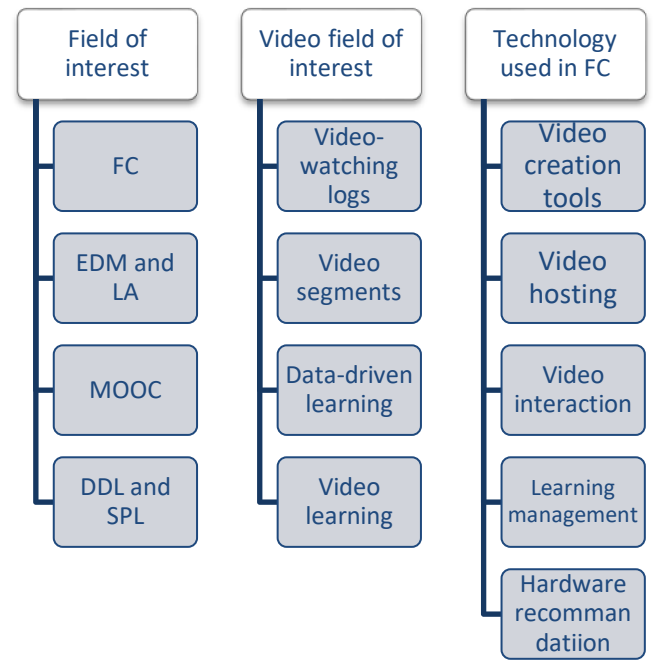 Field of
interest
FC
EDM and
LA
MOOC
DDL and
SPL
Video field of
interest
Video-
watching
logs
Video
segments
Data-driven
learning
Video
learning
Technology
used in FC
Video
creation
tools
Video
hosting
Video
interaction
Learning
management
Hardware
recomman
datiion